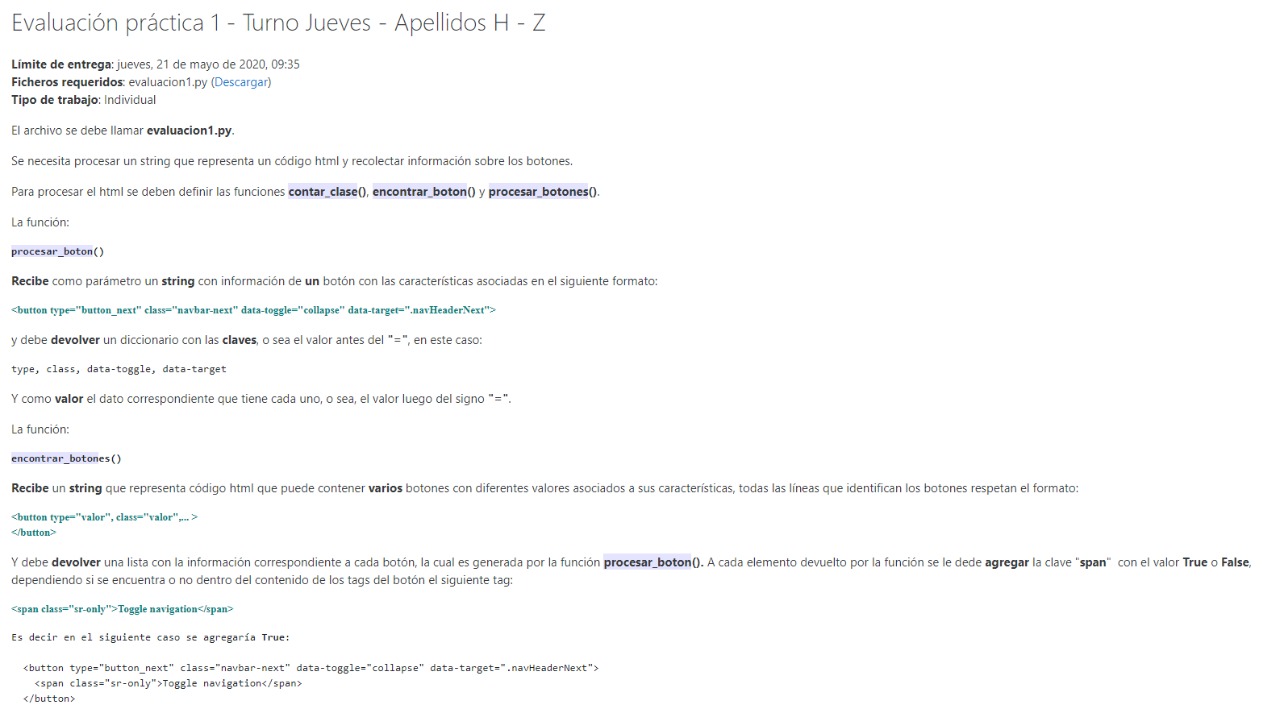 Evaluación práctica 1 - Turno Jueves - Apellidos H - Z
Límite de entrega: jueves, 21 de mayo de 2020, 09:35
Ficheros requeridos: evaluacion1.py (Descargar)
Tipo de trabajo: Individual
El archivo se debe llamar evaluacion1.py.
Se necesita procesar un string que representa un código html y recolectar información sobre los botones.
Para procesar el html se deben definir las funciones contar_clase(), encontrar_boton() y procesar_botones().
La función:
procesar_boton()
Recibe como parámetro un string con información de un botón con las características asociadas en el siguiente formato:
<button type="button_next" class="navbar-next" data-toggle="collapse" data-target=".navHeaderNext">
y debe devolver un diccionario con las claves, o sea el valor antes del "=", en este caso:
type, class, data-toggle, data-target
Y como valor el dato correspondiente que tiene cada uno, o sea, el valor luego del signo "=".
La función:
encontrar_botones()
Recibe un string que representa código html que puede contener varios botones con diferentes valores asociados a sus características, todas las líneas que identifican los botones respetan el formato:
<button type="valor", class="valor",... >
</button>
Y debe devolver una lista con la información correspondiente a cada botón, la cual es generada por la función procesar_boton(). A cada elemento devuelto por la función se le dede agregar la clave "span" con el valor True o False,
dependiendo si se encuentra o no dentro del contenido de los tags del botón el siguiente tag:
<span class="sr-only">Toggle navigation</span>
Es decir en el siguiente caso se agregaría True:
<button type="button_next" class="navbar-next" data-toggle="collapse" data-target=".navHeaderNext">
<span class="sr-only">Toggle navigation</span>
</button>